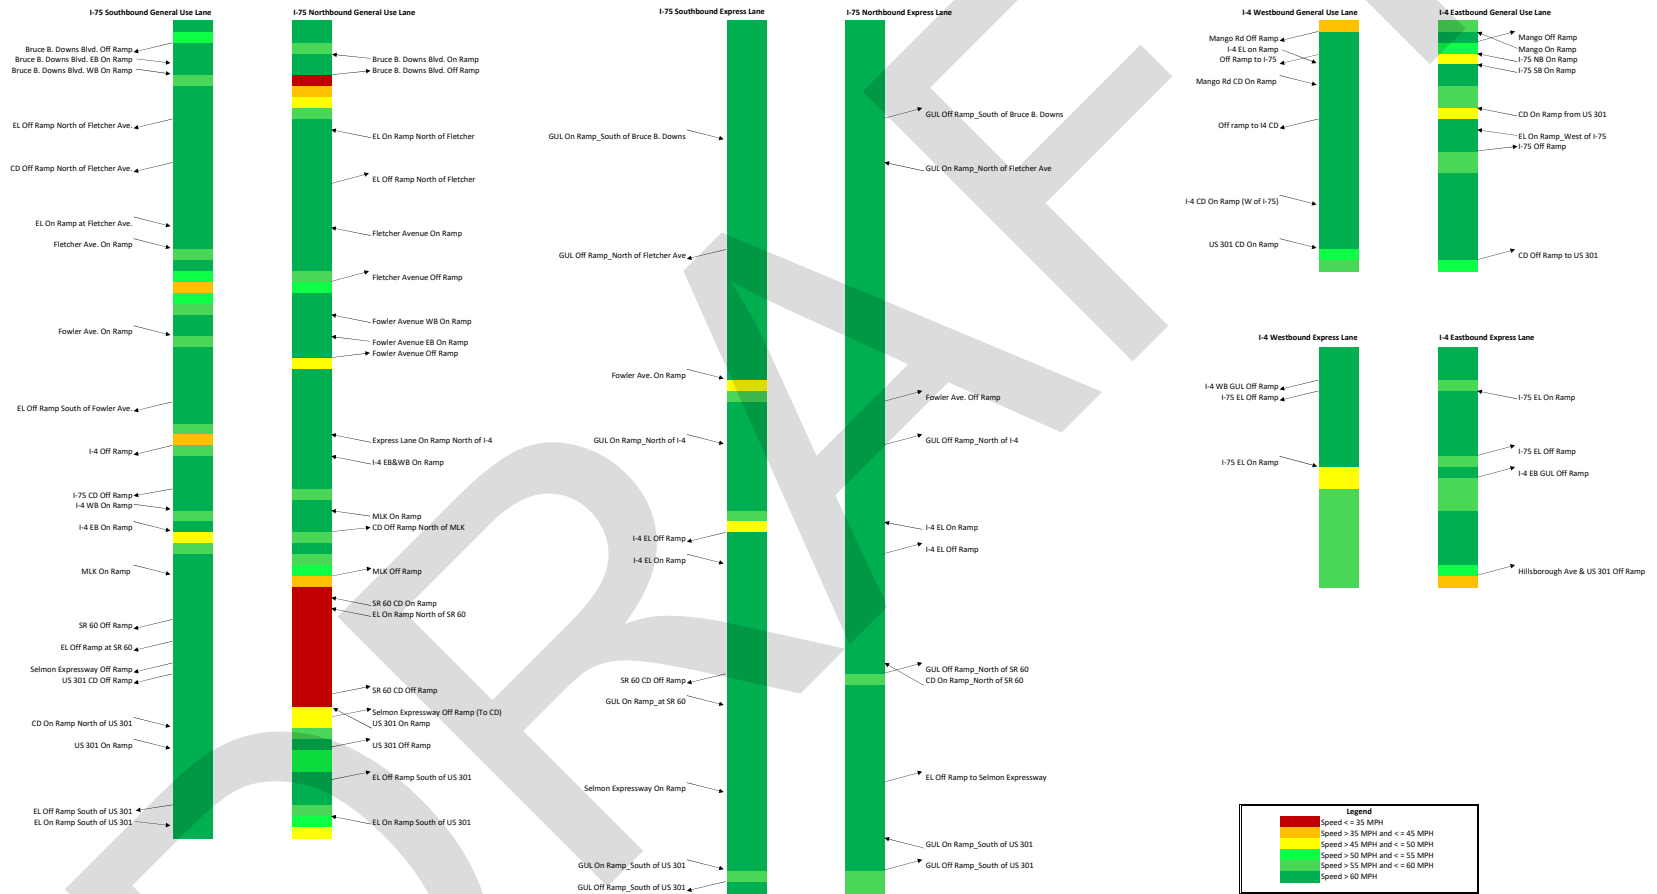 I-75 Southbound General Use Lane
Bruce B. Downs Blvd. Off Ramp
Bruce B. Downs Blvd. EB On Ramp
Bruce B. Downs Blvd. WB On Ramp
EL Off Ramp North of Fletcher Ave.
CD Off Ramp North of Fletcher Ave.
EL On Ramp at Fletcher Ave.
Fletcher Ave. On Ramp
Fowler Ave. On Ramp
EL Off Ramp South of Fowler Ave.
I-4 Off Ramp
I-75 CD Off Ramp
I-4 WB On Ramp
I-4 EB On Ramp
MLK On Ramp
SR 60 Off Ramp
EL Off Ramp at SR 60
Selmon Expressway Off Ramp
US 301 CD Off Ramp
CD On Ramp North of US 301
US 301 On Ramp
EL Off Ramp South of US 301
EL On Ramp South of US 301
I-75 Northbound General Use Lane
Bruce B. Downs Blvd. On Ramp
Bruce B. Downs Blvd. Off Ramp
EL On Ramp North of Fletcher
EL Off Ramp North of Fletcher
Fletcher Avenue On Ramp
Fletcher Avenue Off Ramp
Fowler Avenue WB On Ramp
Fowler Avenue EB On Ramp
Fowler Avenue Off Ramp
Express Lane On Ramp North of I-4
I-4 EB&WB On Ramp
MLK On Ramp
CD Off Ramp North of MLK
MLK Off Ramp
SR 60 CD On Ramp
EL On Ramp North of SR 60
SR 60 CD Off Ramp
Selmon Expressway Off Ramp (To CD)
US 301 On Ramp
US 301 Off Ramp
EL Off Ramp South of US 301
EL On Ramp South of US 301
I-75 Southbound Express Lane
GUL On Ramp_South of Bruce B. Downs
GUL Off Ramp_North of Fletcher Ave
Fowler Ave. On Ramp
GUL On Ramp_North of I-4
I-4 EL Off Ramp
I-4 EL On Ramp
SR 60 CD Off Ramp
GUL On Ramp_at SR 60
Selmon Expressway On Ramp
GUL On Ramp_South of US 301
GUL Off Ramp_South of US 301
I-75 Northbound Express Lane
GUL Off Ramp_South of Bruce B. Downs
GUL On Ramp_North of Fletcher Ave
Fowler Ave. Off Ramp
GUL Off Ramp_North of I-4
I-4 EL On Ramp
I-4 EL Off Ramp
GUL Off Ramp_North of SR 60
CD On Ramp_North of SR 60
EL Off Ramp to Selmon Expressway
GUL On Ramp_South of US 301
GUL Off Ramp_South of US 301
I-4 Westbound General Use Lane
Mango Rd Off Ramp
I-4 EL on Ramp
Off Ramp to I-75
Mango Rd CD On Ramp
Off ramp to I4 CD
I-4 CD On Ramp (W of I-75)
US 301 CD On Ramp
I-4 Eastbound General Use Lane
Mango Off Ramp
Mango On Ramp
I-75 NB On Ramp
I-75 SB On Ramp
CD On Ramp from US 301
EL On Ramp_West of I-75
I-75 Off Ramp
CD Off Ramp to US 301
I-4 Westbound Express Lane
I-4 WB GUL Off Ramp
I-75 EL Off Ramp
I-75 EL On Ramp
I-4 Eastbound Express Lane
I-75 EL On Ramp
I-75 EL Off Ramp
I-4 EB GUL Off Ramp
Hillsborough Ave & US 301 Off Ramp
Legend
Speed < = 35 MPH
Speed > 35 MPH and < = 45 MPH
Speed > 45 MPH and < = 50 MPH
Speed > 50 MPH and < = 55 MPH
Speed > 55 MPH and < = 60 MPH
Speed > 60 MPH
DRAFT